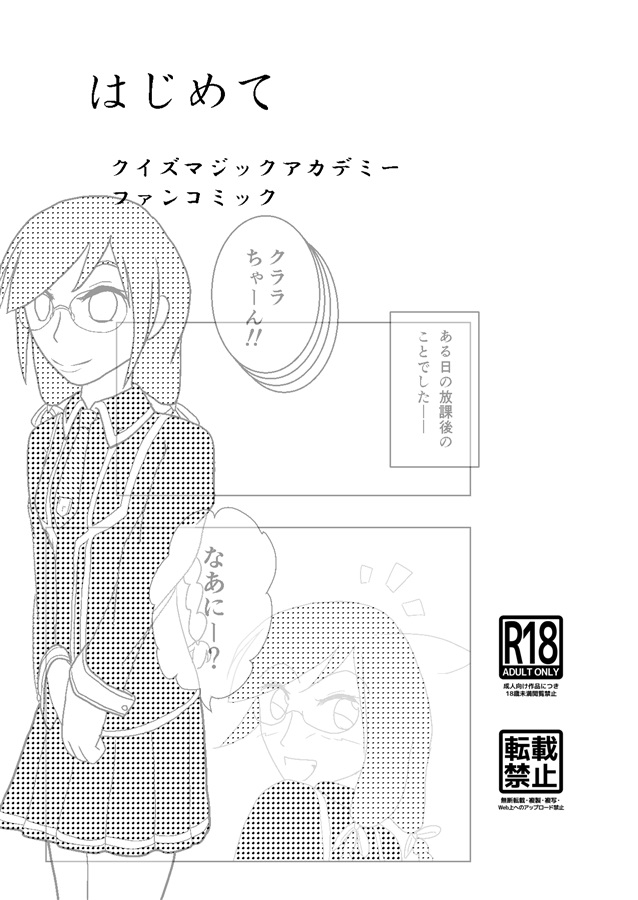 はじめて
クイズマジックアカデミー
ファンコミック
クララ
ちゃーん!!
ある日の放課後の
ことでした――
なあにー?
R18
ADULT ONLY
成人向け作品につき
18歳未満閲覧禁止
転載
禁止
無断転載・複製・複写・
Web上へのアップロード禁止